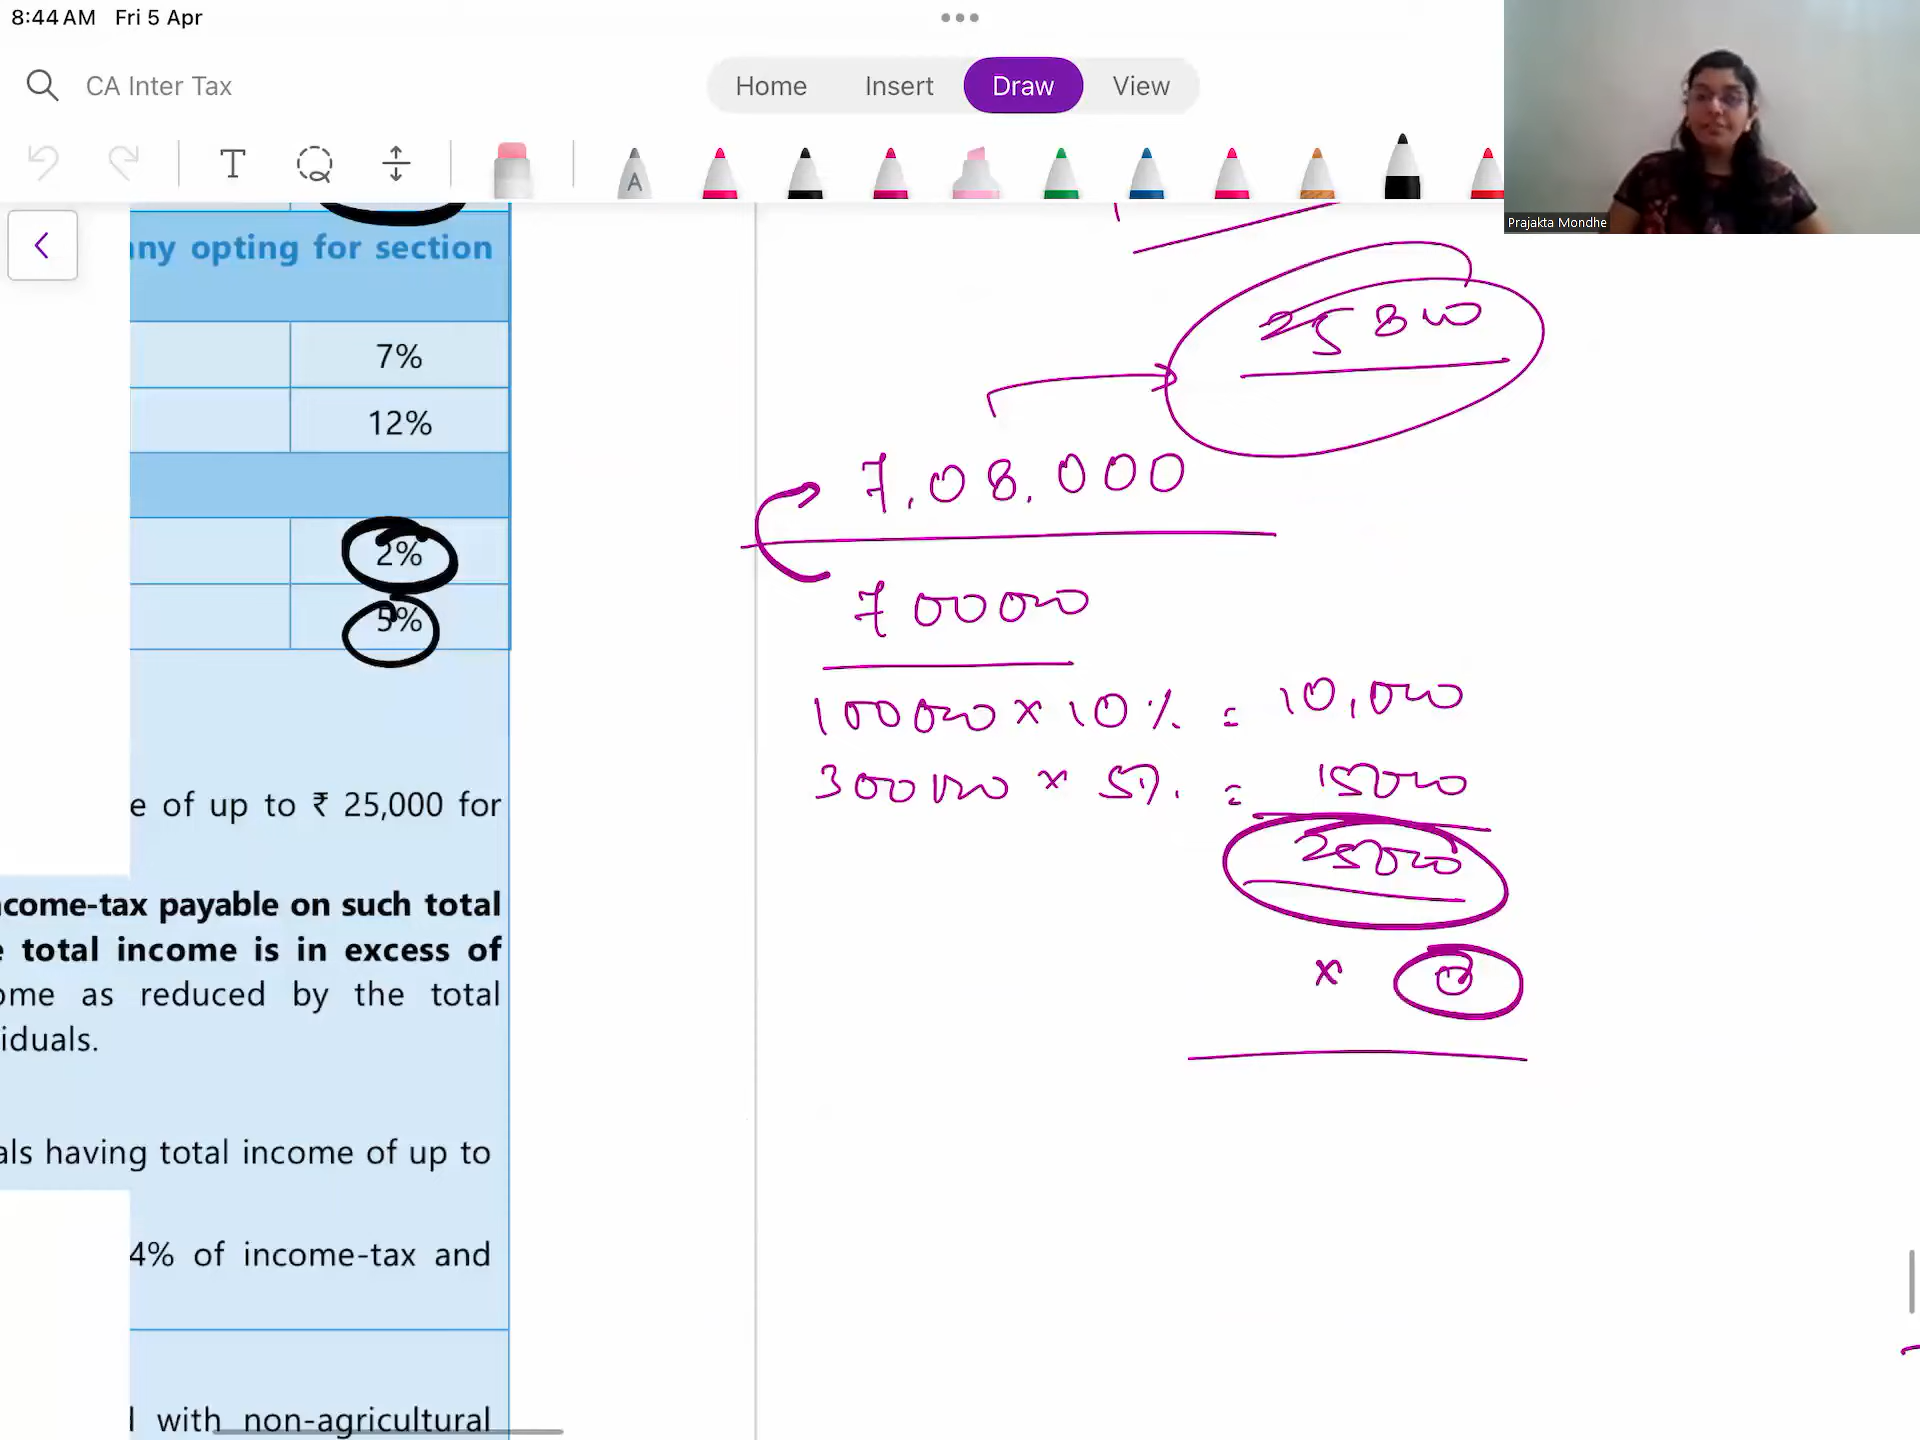 8:44 AM Fri 5 Apr
CA Inter Tax
Home Insert Draw View
T
A
Prajakta Mondhe
ny opting for section
7%
12%
2%
5%
e of up to ₹ 25,000 for
come-tax payable on such total
total income is in excess of
ome as reduced by the total
iduals.
als having total income of up to
4% of income-tax and
with non-agricultural
25800
7,08,000
700000
100000 x 10% = 10,000
300000 x 5% = 15000
25000
x